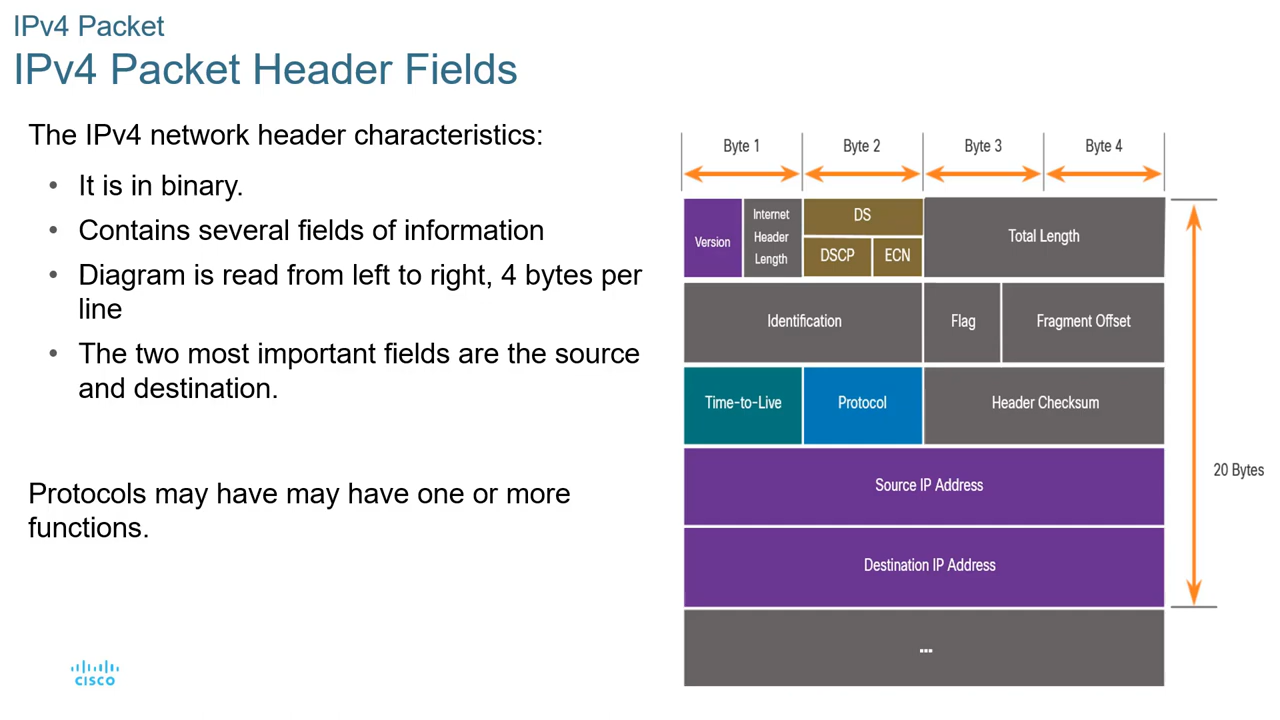 IPv4 Packet
IPv4 Packet Header Fields
The IPv4 network header characteristics:
• It is in binary.
• Contains several fields of information
• Diagram is read from left to right, 4 bytes per
line
• The two most important fields are the source
and destination.
Protocols may have may have one or more
functions.
Byte 1
Byte 2
Byte 3
Byte 4
Version
Internet
Header
Length
DS
DSCP
ECN
Total Length
Identification
Flag
Fragment Offset
Time-to-Live
Protocol
Header Checksum
Source IP Address
Destination IP Address
...
20 Bytes
CISCO